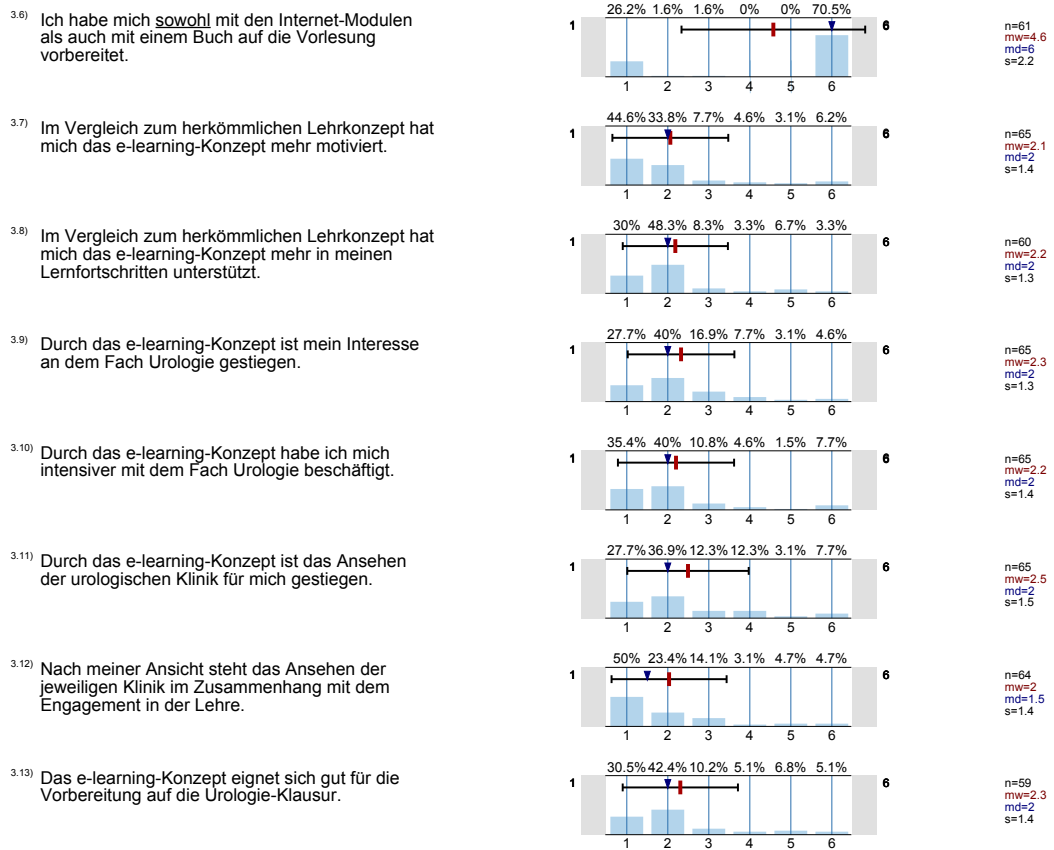 3.6) Ich habe mich sowohl mit den Internet-Modulen
als auch mit einem Buch auf die Vorlesung
vorbereitet.
26.2% 1.6% 1.6% 0% 0% 70.5%
1 6
1 2 3 4 5 6
n=61
mw=4.6
md=6
s=2.2
3.7) Im Vergleich zum herkömmlichen Lehrkonzept hat
mich das e-learning-Konzept mehr motiviert.
44.6% 33.8% 7.7% 4.6% 3.1% 6.2%
1 6
1 2 3 4 5 6
n=65
mw=2.1
md=2
s=1.4
3.8) Im Vergleich zum herkömmlichen Lehrkonzept hat
mich das e-learning-Konzept mehr in meinen
Lernfortschritten unterstützt.
30% 48.3% 8.3% 3.3% 6.7% 3.3%
1 6
1 2 3 4 5 6
n=60
mw=2.2
md=2
s=1.3
3.9) Durch das e-learning-Konzept ist mein Interesse
an dem Fach Urologie gestiegen.
27.7% 40% 16.9% 7.7% 3.1% 4.6%
1 6
1 2 3 4 5 6
n=65
mw=2.3
md=2
s=1.3
3.10) Durch das e-learning-Konzept habe ich mich
intensiver mit dem Fach Urologie beschäftigt.
35.4% 40% 10.8% 4.6% 1.5% 7.7%
1 6
1 2 3 4 5 6
n=65
mw=2.2
md=2
s=1.4
3.11) Durch das e-learning-Konzept ist das Ansehen
der urologischen Klinik für mich gestiegen.
27.7% 36.9% 12.3% 12.3% 3.1% 7.7%
1 6
1 2 3 4 5 6
n=65
mw=2.5
md=2
s=1.5
3.12) Nach meiner Ansicht steht das Ansehen der
jeweiligen Klinik im Zusammenhang mit dem
Engagement in der Lehre.
50% 23.4% 14.1% 3.1% 4.7% 4.7%
1 6
1 2 3 4 5 6
n=64
mw=2
md=1.5
s=1.4
3.13) Das e-learning-Konzept eignet sich gut für die
Vorbereitung auf die Urologie-Klausur.
30.5% 42.4% 10.2% 5.1% 6.8% 5.1%
1 6
1 2 3 4 5 6
n=59
mw=2.3
md=2
s=1.4